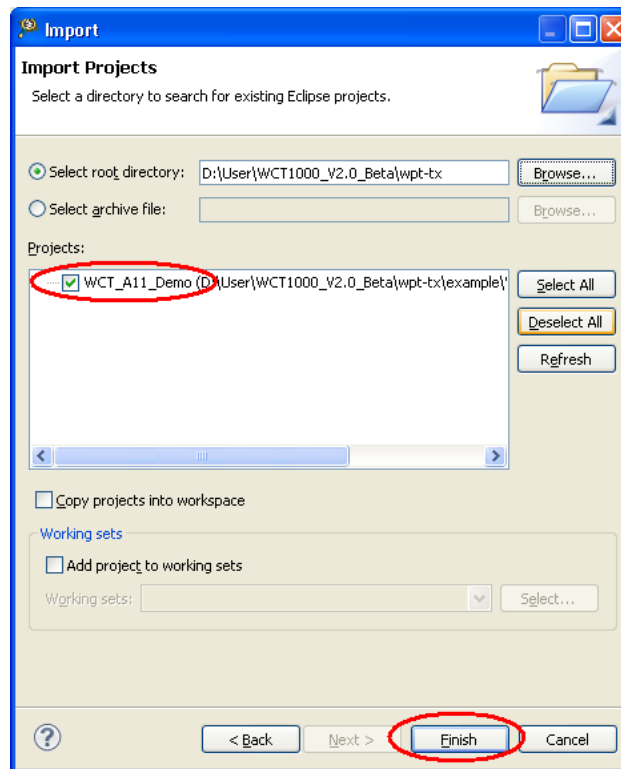 Import
Import Projects
Select a directory to search for existing Eclipse projects.
Select root directory: D:\User\WCT1000_V2.0_Beta\wpt-tx Browse...
Select archive file: Browse...
Projects:
WCT_A11_Demo (D:\User\WCT1000_V2.0_Beta\wpt-tx\example\
Select All
Deselect All
Refresh
Copy projects into workspace
Working sets
Add project to working sets
Working sets: Select...
? < Back Next > Finish Cancel